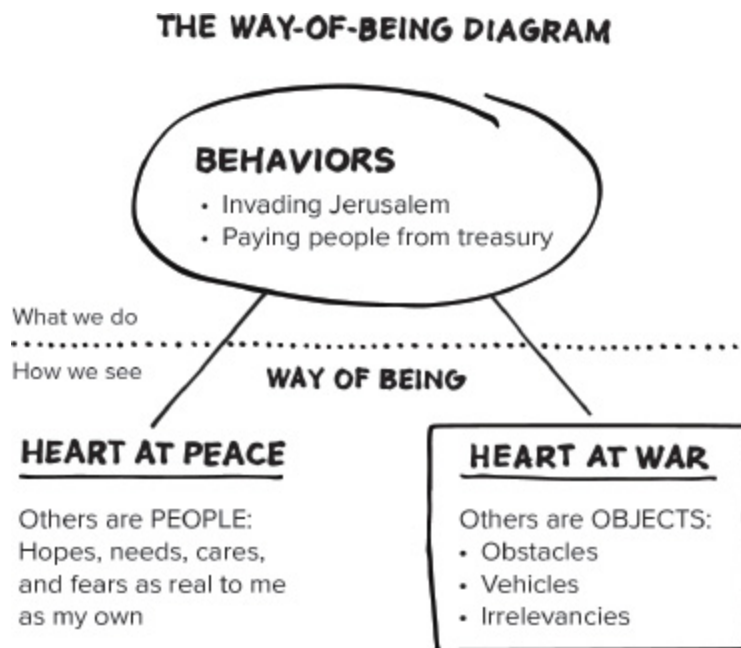 THE WAY-OF-BEING DIAGRAM
BEHAVIORS
• Invading Jerusalem
• Paying people from treasury
What we do
How we see
WAY OF BEING
HEART AT PEACE
Others are PEOPLE:
Hopes, needs, cares,
and fears as real to me
as my own
HEART AT WAR
Others are OBJECTS:
• Obstacles
• Vehicles
• Irrelevancies